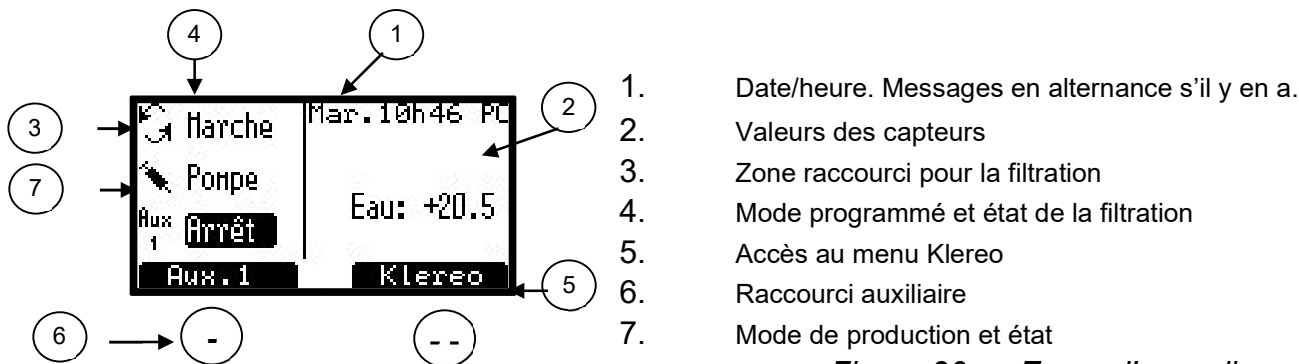 4
1
3
7
2
5
6
Marche
Pompe
Aux
1
Arrêt
Aux.1
Mar.10h46 PC
Eau: +20.5
Klereo
-
--
1. Date/heure. Messages en alternance s’il y en a.
2. Valeurs des capteurs
3. Zone raccourci pour la filtration
4. Mode programmé et état de la filtration
5. Accès au menu Klereo
6. Raccourci auxiliaire
7. Mode de production et état